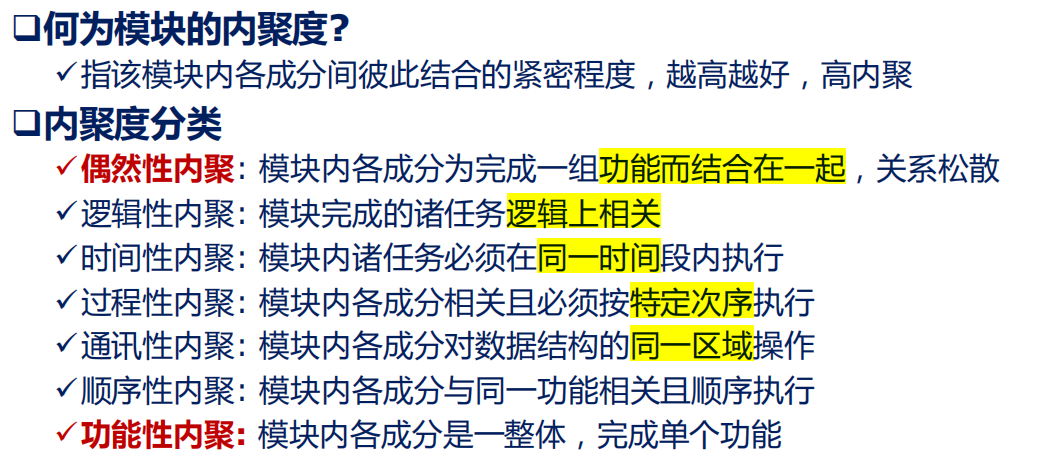 ❑何为模块的内聚度?
✓指该模块内各成分间彼此结合的紧密程度，越高越好，高内聚
❑内聚度分类
✓偶然性内聚: 模块内各成分为完成一组功能而结合在一起，关系松散
✓逻辑性内聚: 模块完成的诸任务逻辑上相关
✓时间性内聚: 模块内诸任务必须在同一时间段内执行
✓过程性内聚: 模块内各成分相关且必须按特定次序执行
✓通讯性内聚: 模块内各成分对数据结构的同一区域操作
✓顺序性内聚: 模块内各成分与同一功能相关且顺序执行
✓功能性内聚: 模块内各成分是一整体，完成单个功能